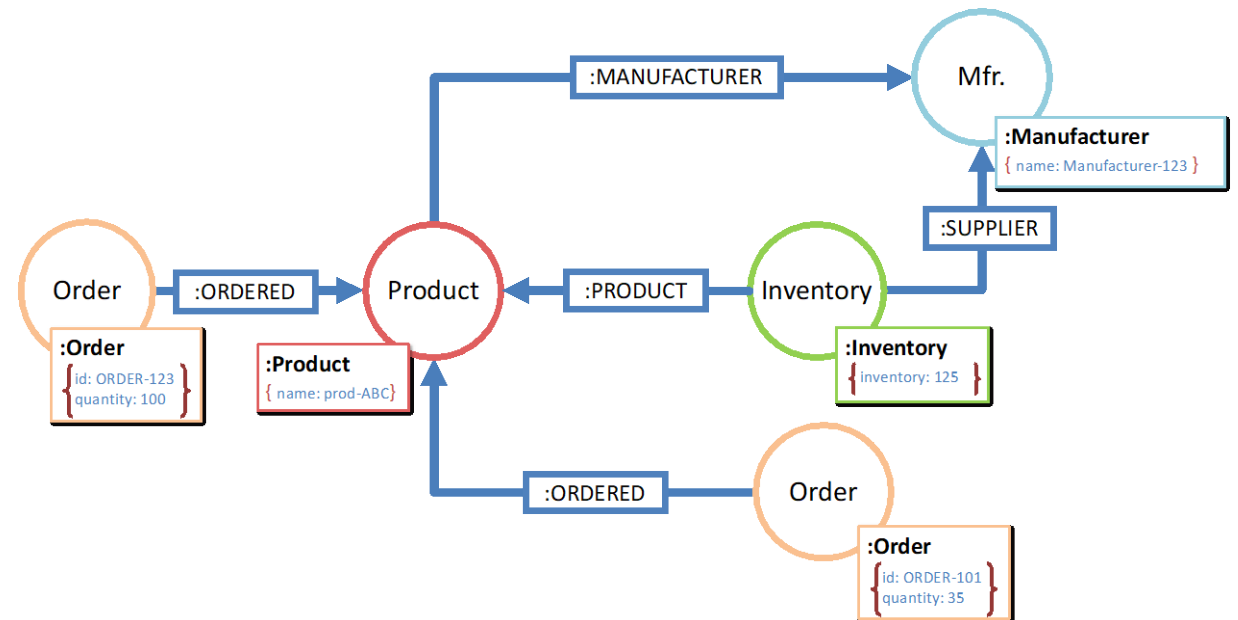 :MANUFACTURER
Mfr.
:Manufacturer
{ name: Manufacturer-123 }
:SUPPLIER
Order
:ORDERED
Product
:PRODUCT
Inventory
:Order
{ id: ORDER-123
quantity: 100 }
:Product
{ name: prod-ABC}
:Inventory
{ inventory: 125 }
:ORDERED
Order
:Order
{ id: ORDER-101
quantity: 35 }